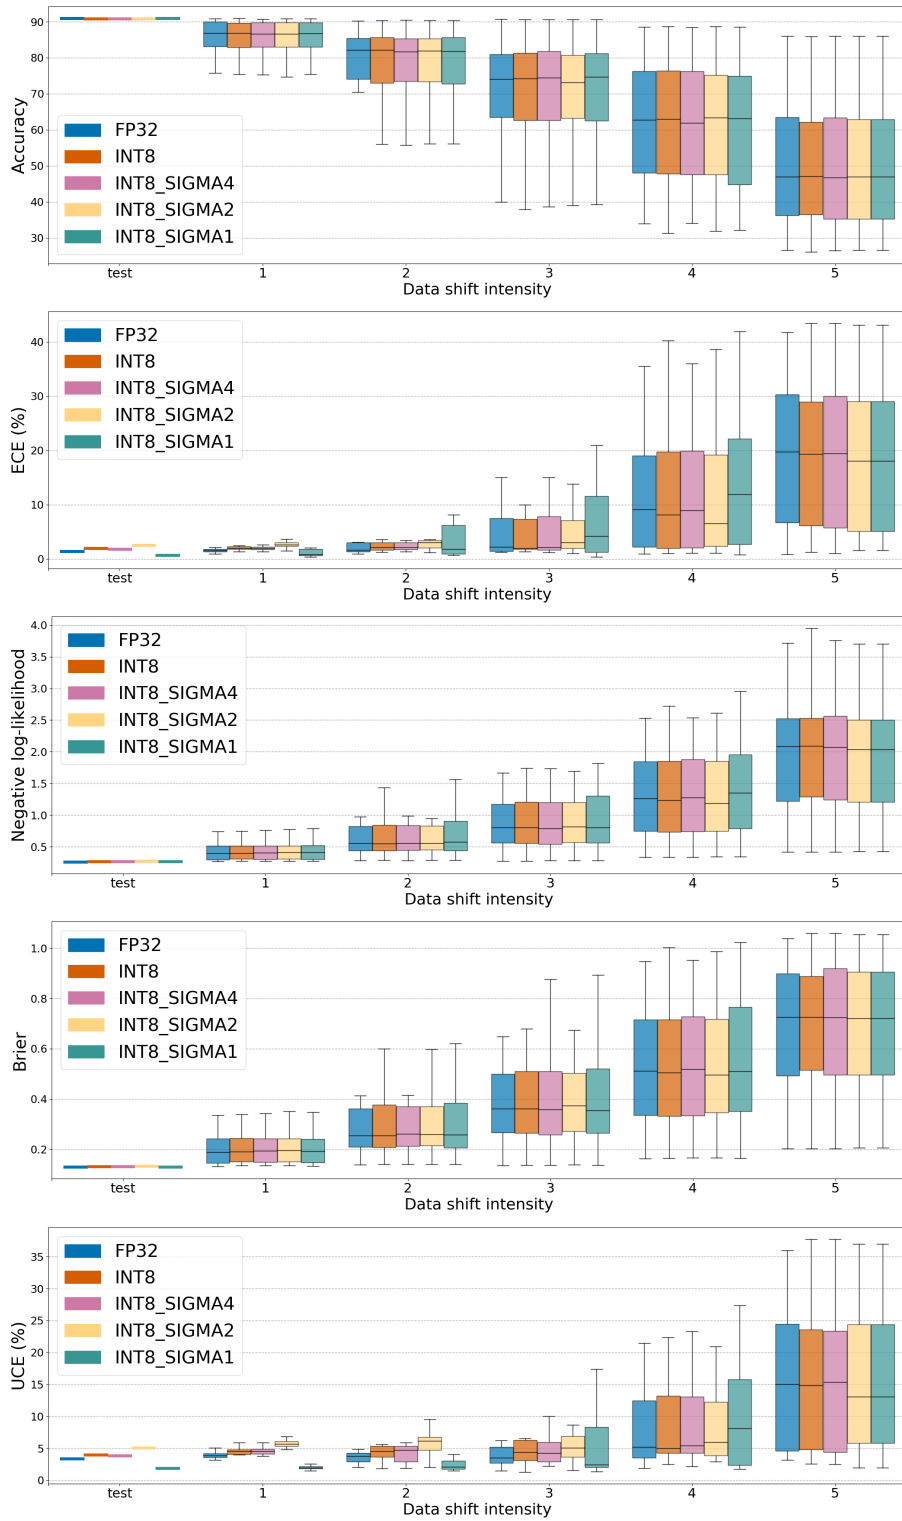 90
80
70
60
50
40
30
Accuracy
FP32
INT8
INT8_SIGMA4
INT8_SIGMA2
INT8_SIGMA1
test 1 2 3 4 5
Data shift intensity
40
30
20
10
0
ECE (%)
FP32
INT8
INT8_SIGMA4
INT8_SIGMA2
INT8_SIGMA1
test 1 2 3 4 5
Data shift intensity
4.0
3.5
3.0
2.5
2.0
1.5
1.0
0.5
Negative log-likelihood
FP32
INT8
INT8_SIGMA4
INT8_SIGMA2
INT8_SIGMA1
test 1 2 3 4 5
Data shift intensity
1.0
0.8
0.6
0.4
0.2
Brier
FP32
INT8
INT8_SIGMA4
INT8_SIGMA2
INT8_SIGMA1
test 1 2 3 4 5
Data shift intensity
35
30
25
20
15
10
5
0
UCE (%)
FP32
INT8
INT8_SIGMA4
INT8_SIGMA2
INT8_SIGMA1
test 1 2 3 4 5
Data shift intensity